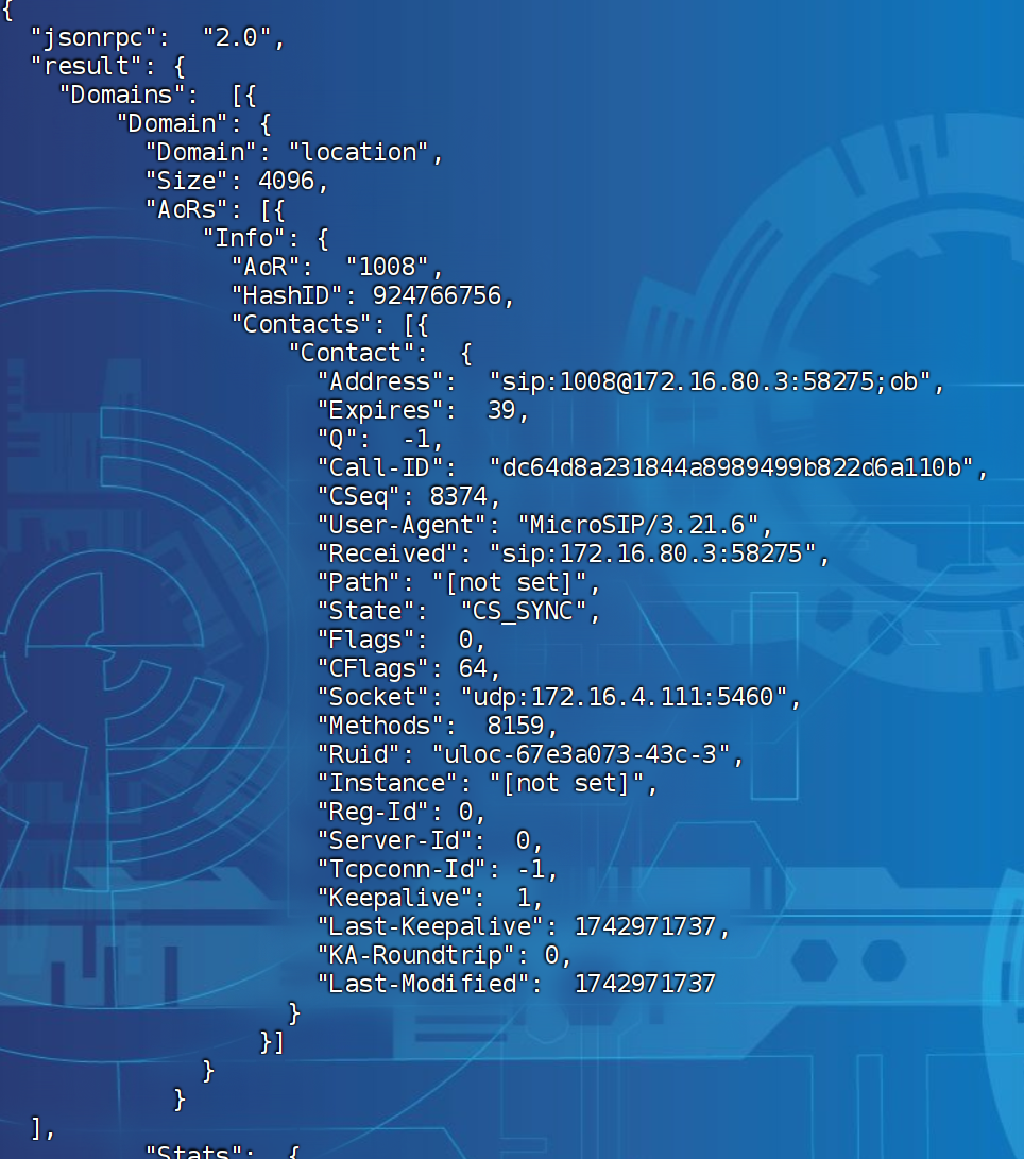 {
  "jsonrpc":  "2.0",
  "result": {
    "Domains":  [{
        "Domain": {
          "Domain": "location",
          "Size": 4096,
          "AoRs": [{
              "Info": {
                "AoR":  "1008",
                "HashID": 924766756,
                "Contacts": [{
                    "Contact":  {
                      "Address":  "sip:1008@172.16.80.3:58275;ob",
                      "Expires":  39,
                      "Q":  -1,
                      "Call-ID":  "dc64d8a231844a8989499b822d6a110b",
                      "CSeq": 8374,
                      "User-Agent": "MicroSIP/3.21.6",
                      "Received": "sip:172.16.80.3:58275",
                      "Path": "[not set]",
                      "State":  "CS_SYNC",
                      "Flags":  0,
                      "CFlags": 64,
                      "Socket": "udp:172.16.4.111:5460",
                      "Methods":  8159,
                      "Ruid": "uloc-67e3a073-43c-3",
                      "Instance": "[not set]",
                      "Reg-Id": 0,
                      "Server-Id":  0,
                      "Tcpconn-Id": -1,
                      "Keepalive":  1,
                      "Last-Keepalive": 1742971737,
                      "KA-Roundtrip": 0,
                      "Last-Modified":  1742971737
                    }
                  }]
              }
            }
  ],
          "Stats":  {